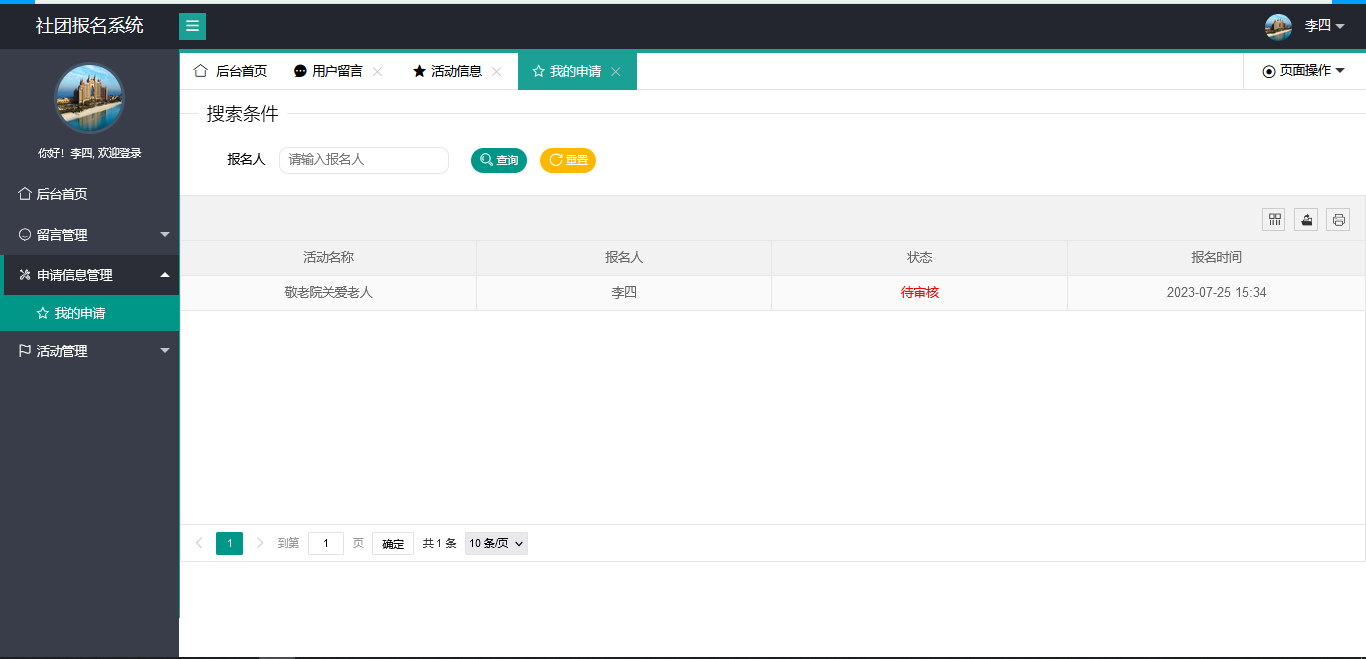 社团报名系统
李四
你好！李四, 欢迎登录
后台首页
留言管理
申请信息管理
我的申请
活动管理
后台首页 用户留言 活动信息 我的申请 页面操作
搜索条件
报名人 请输入报名人 查询 重置
活动名称 报名人 状态 报名时间
敬老院关爱老人 李四 待审核 2023-07-25 15:34
1 到第 1 页 确定 共 1 条 10 条/页